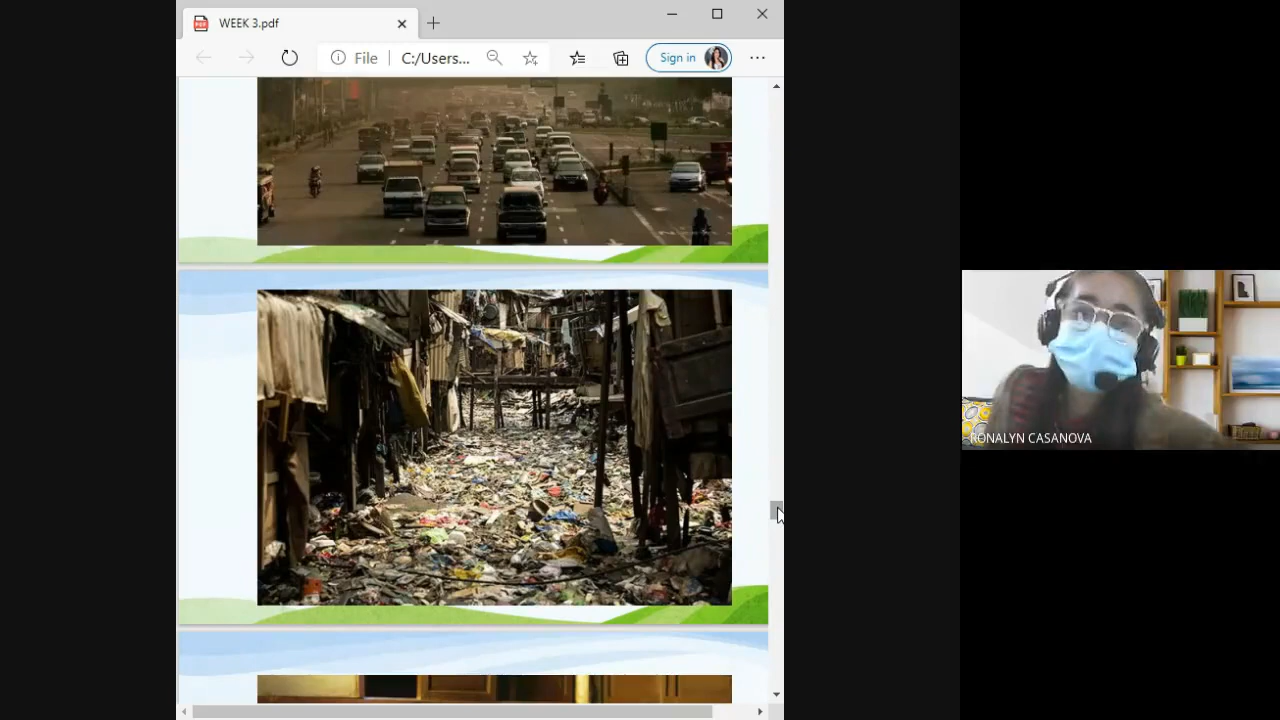 WEEK 3.pdf
File
C:/Users...
Sign in
RONALYN CASANOVA